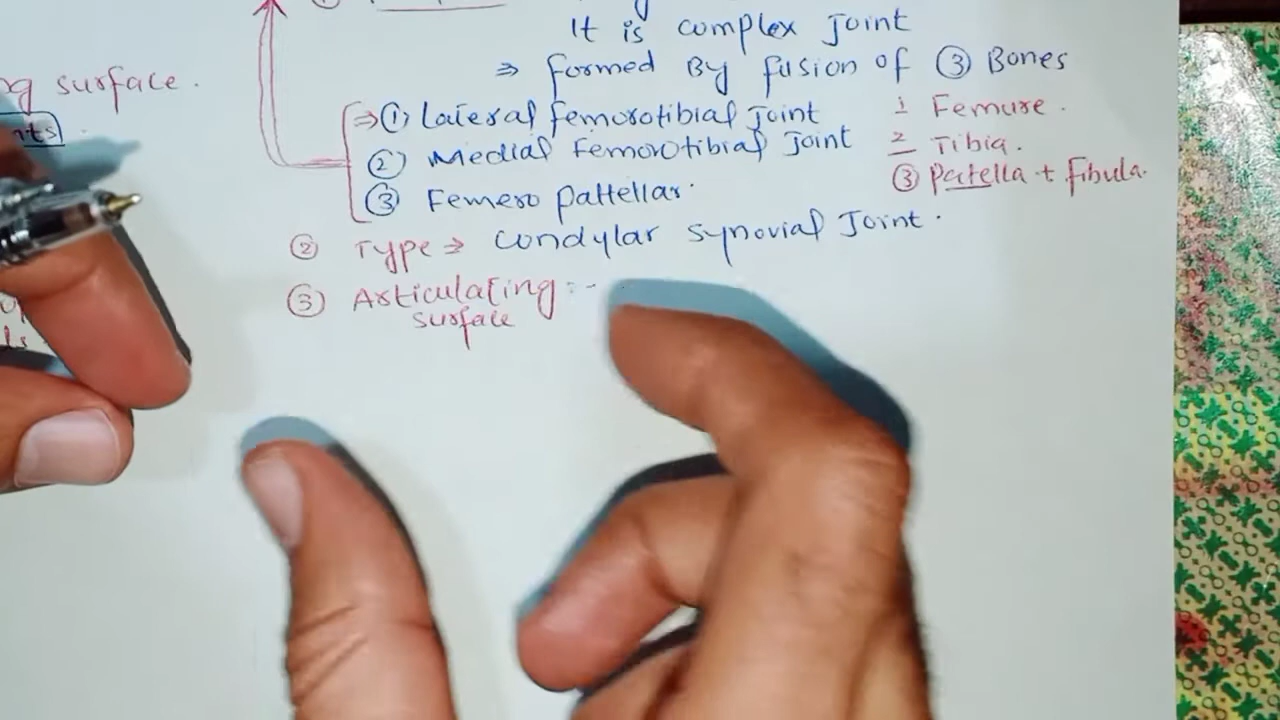 It is complex Joint
⇒ formed By fusion of ③ Bones
surface.
⇒① Lateral femorotibial Joint
② Medial Femorotibial Joint
③ Femero pattellar
1 Femure.
2 Tibia.
③ Patella + fibula.
② Type ⇒ condylar synovial Joint.
③ Articulating :-
surface